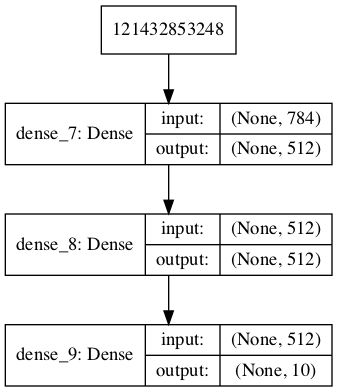 121432853248
dense_7: Dense
input:
(None, 784)
output:
(None, 512)
dense_8: Dense
input:
(None, 512)
output:
(None, 512)
dense_9: Dense
input:
(None, 512)
output:
(None, 10)